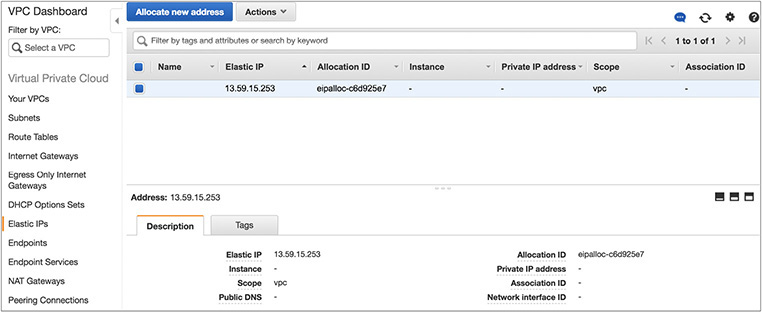 VPC Dashboard
Filter by VPC:
Select a VPC
Virtual Private Cloud
Your VPCs
Subnets
Route Tables
Internet Gateways
Egress Only Internet
Gateways
DHCP Options Sets
Elastic IPs
Endpoints
Endpoint Services
NAT Gateways
Peering Connections
Allocate new address Actions
Filter by tags and attributes or search by keyword 1 to 1 of 1
Name Elastic IP Allocation ID Instance Private IP address Scope Association ID
13.59.15.253 eipalloc-c6d925e7 - - vpc -
Address: 13.59.15.253
Description Tags
Elastic IP 13.59.15.253 Allocation ID eipalloc-c6d925e7
Instance - Private IP address -
Scope vpc Association ID -
Public DNS - Network interface ID -